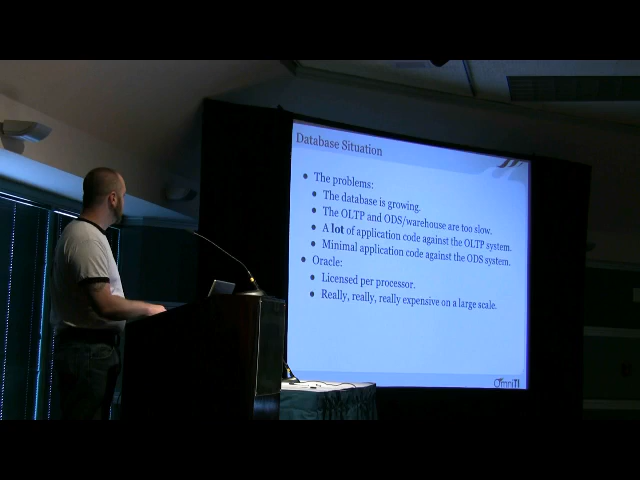 Database Situation
• The problems:
• The database is growing.
• The OLTP and ODS/warehouse are too slow.
• A lot of application code against the OLTP system.
• Minimal application code against the ODS system.
• Oracle:
• Licensed per processor.
• Really, really, really expensive on a large scale.
OmniTI